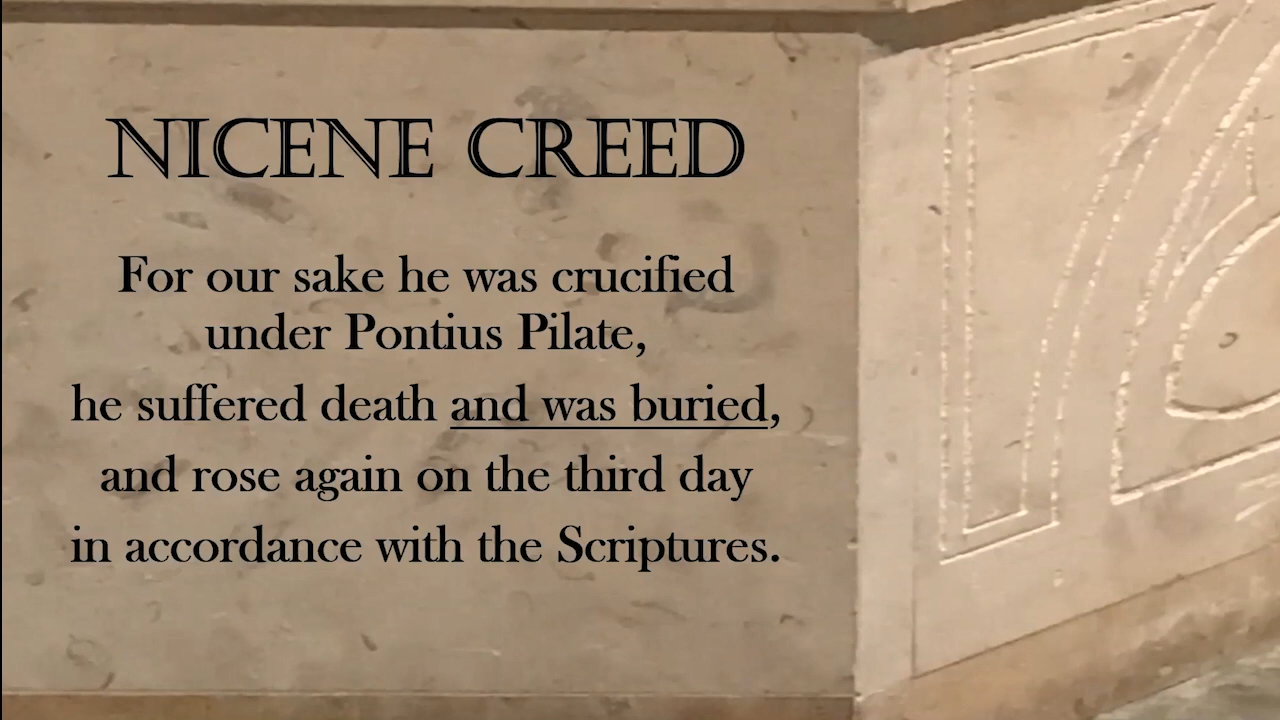 NICENE CREED
For our sake he was crucified
under Pontius Pilate,
he suffered death and was buried,
and rose again on the third day
in accordance with the Scriptures.